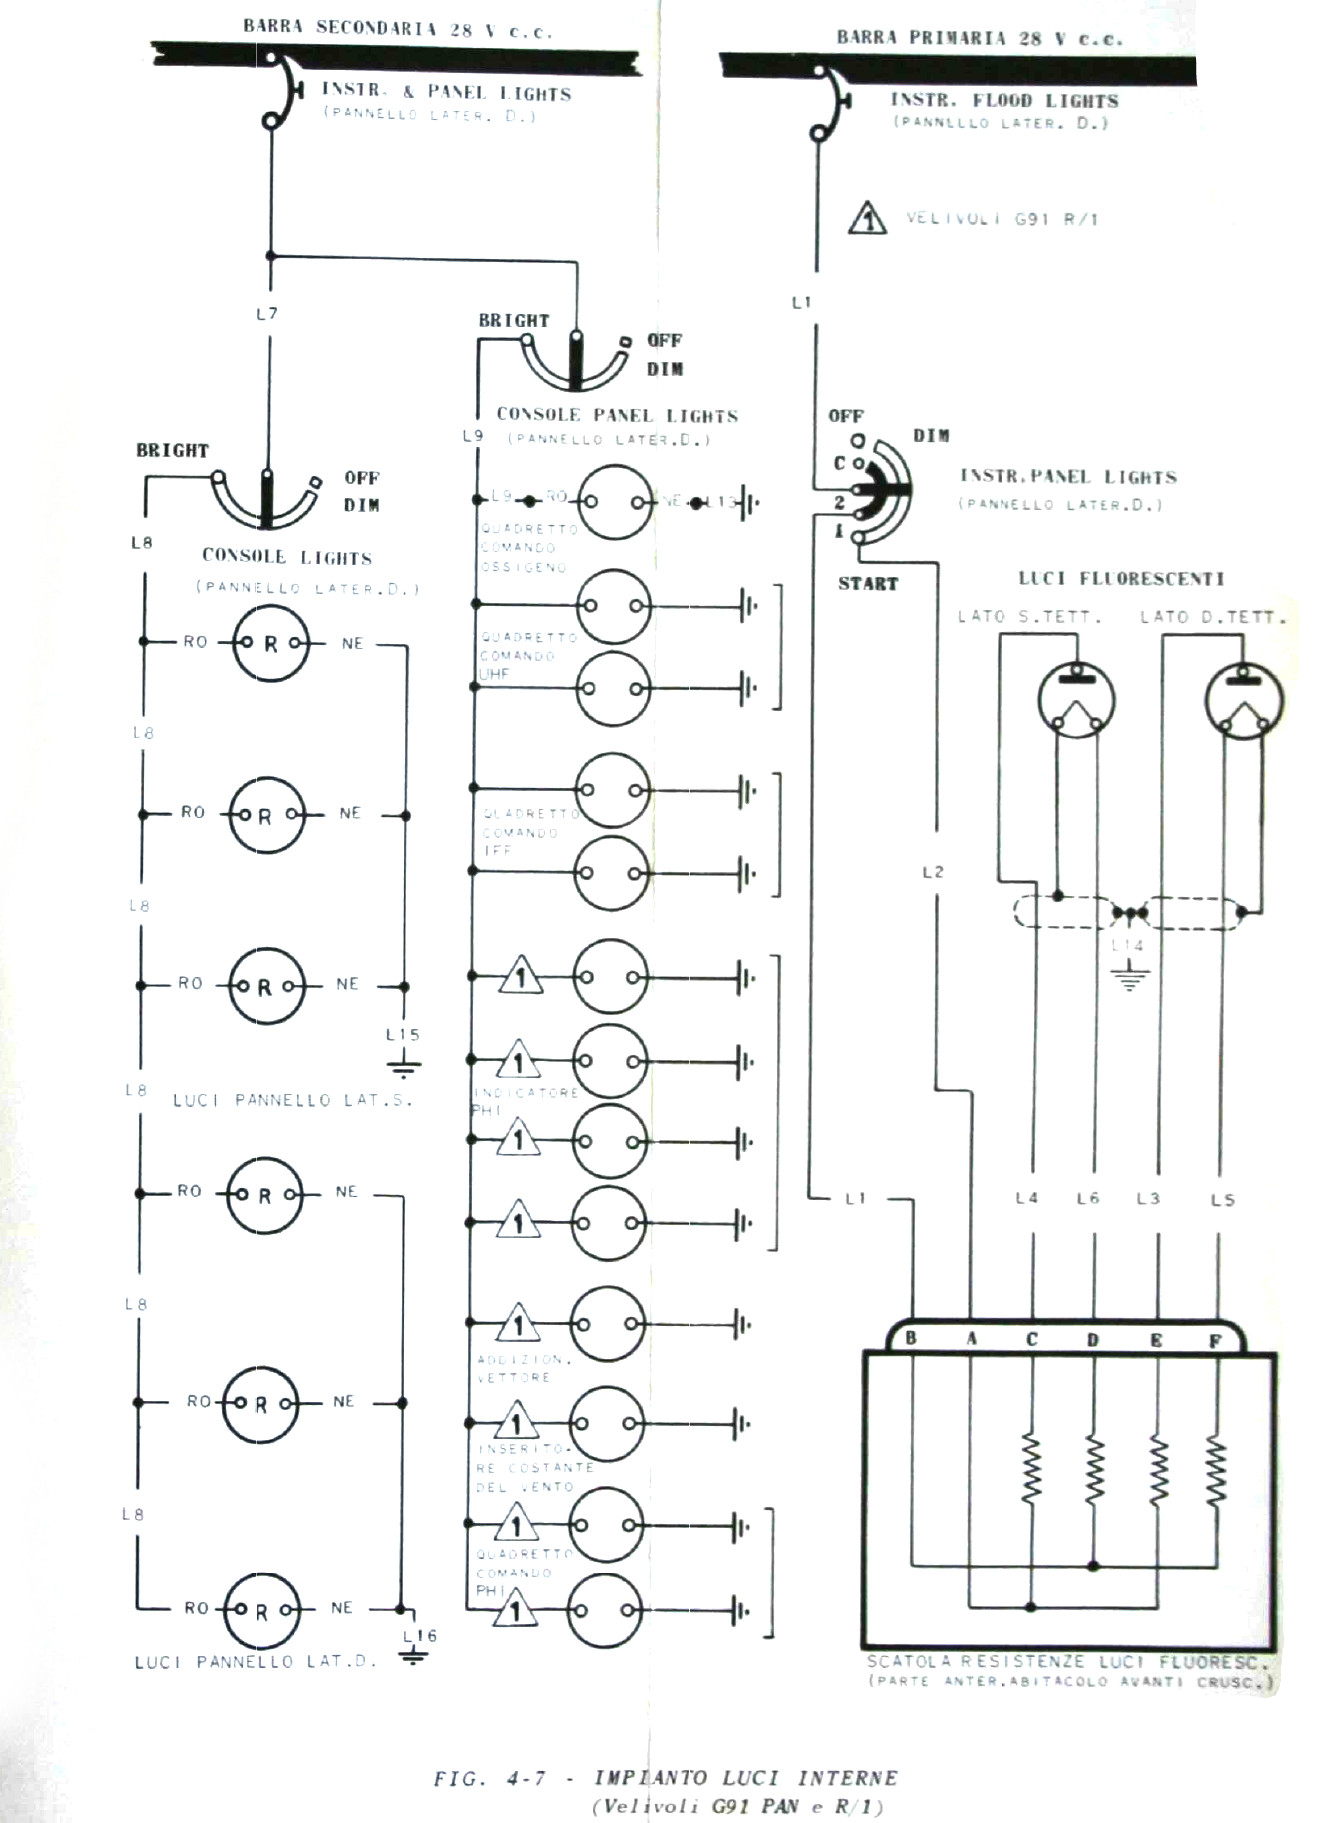 BARRA SECONDARIA 28 V c.c.
INSTR. & PANEL LIGHTS
(PANNELLO LATER. D.)
BARRA PRIMARIA 28 V c.c.
INSTR. FLOOD LIGHTS
(PANNELLO LATER. D.)
1 VELIVOLI G91 R/1
L7
L1
BRIGHT
OFF
DIM
CONSOLE PANEL LIGHTS
(PANNELLO LATER.D.)
L9
BRIGHT
OFF
DIM
L8
CONSOLE LIGHTS
(PANNELLO LATER.D.)
OFF
DIM
C
2
1
START
INSTR.PANEL LIGHTS
(PANNELLO LATER.D.)
RO R NE
L8
RO R NE
L8
RO R NE
L15
L8
LUCI PANNELLO LAT.S.
RO R NE
L8
RO R NE
L8
RO R NE
L16
LUCI PANNELLO LAT.D.
L9 RO NE L13
QUADRETTO
COMANDO
OSSIGENO
QUADRETTO
COMANDO
UHF
QUADRETTO
COMANDO
IFF
1
1
INDICATORE
PHI
1
1
1
ADDIZION.
VETTORE
1
INSERITO-
RE COSTANTE
DEL VENTO
1
QUADRETTO
COMANDO
PHI
1
LUCI FLUORESCENTI
LATO S.TETT. LATO D.TETT.
L2
L14
L1 L4 L6 L3 L5
B A C D E F
SCATOLA RESISTENZE LUCI FLUORESC.
(PARTE ANTER.ABITACOLO AVANTI CRUSC.)
FIG. 4-7 - IMPIANTO LUCI INTERNE
(Velivoli G91 PAN e R/1)